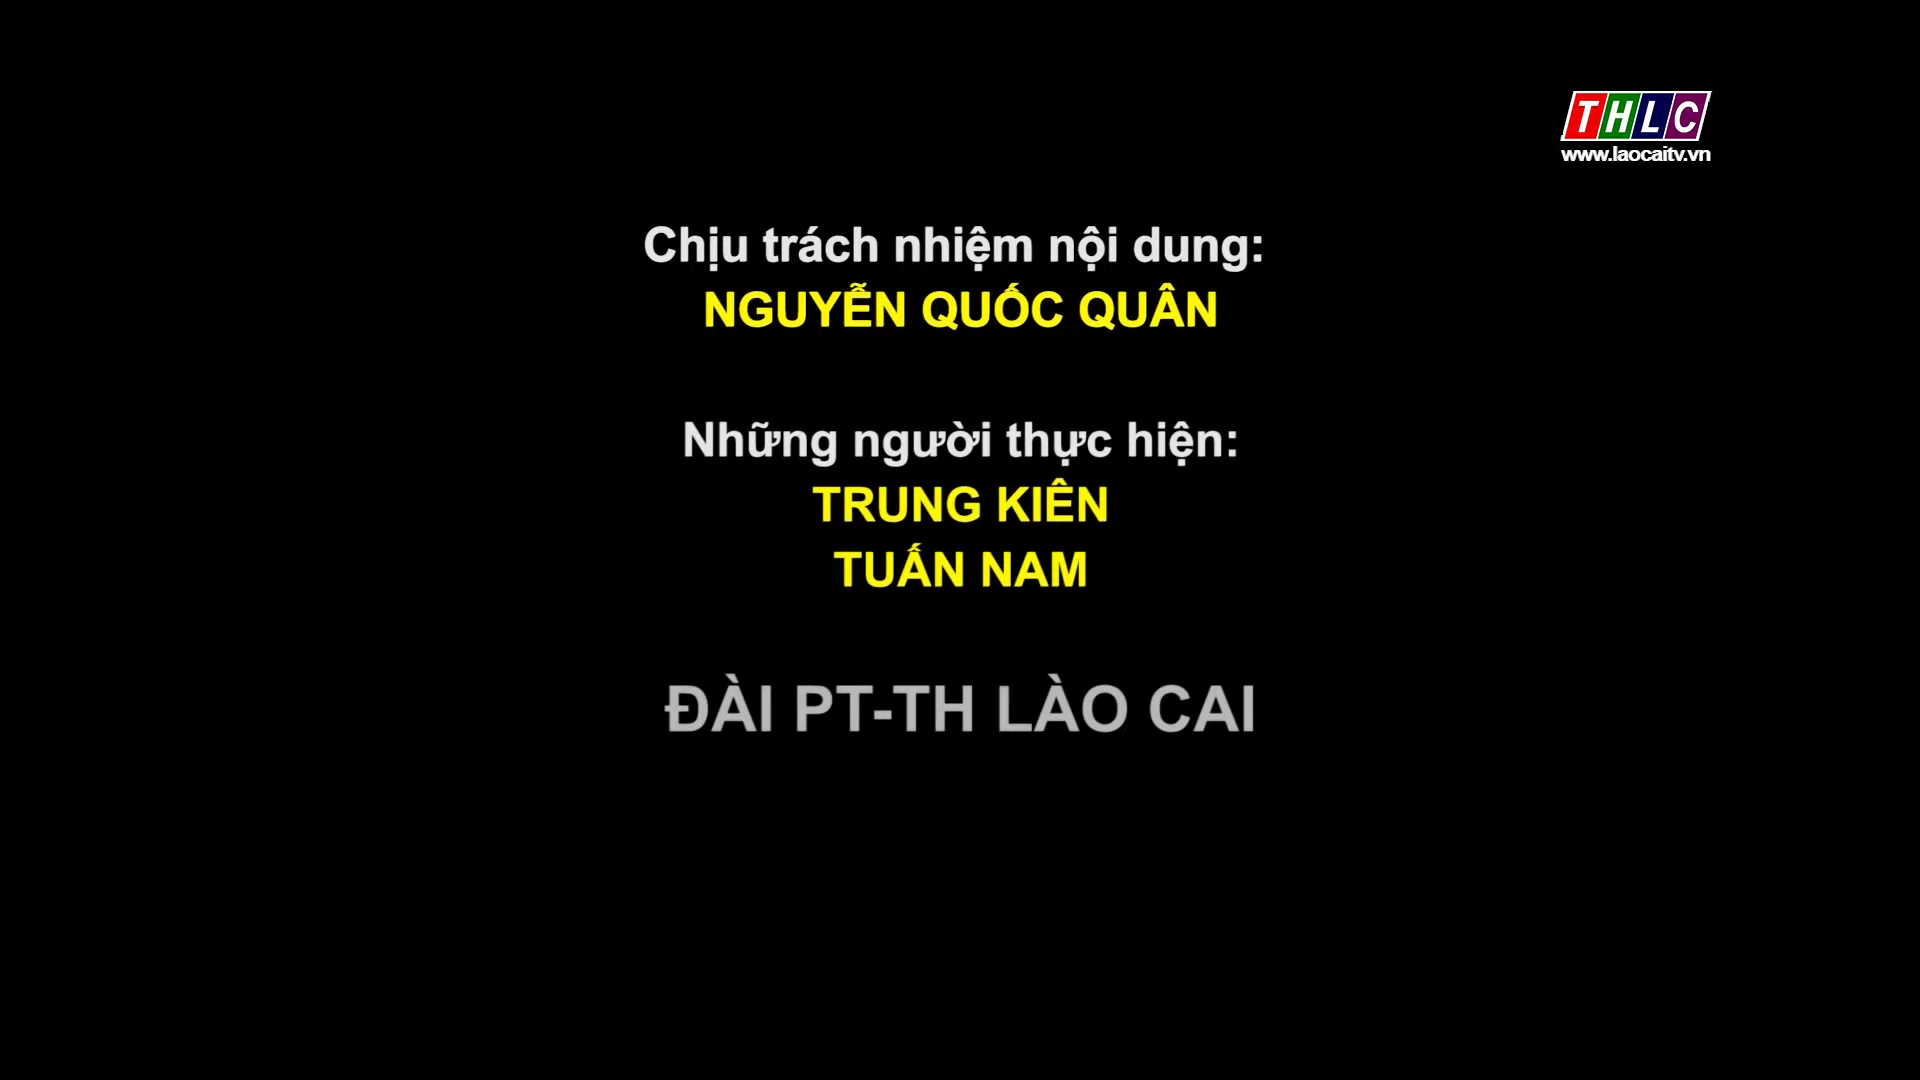 THLC
www.laocaitv.vn
Chịu trách nhiệm nội dung:
NGUYỄN QUỐC QUÂN
Những người thực hiện:
TRUNG KIÊN
TUẤN NAM
ĐÀI PT-TH LÀO CAI